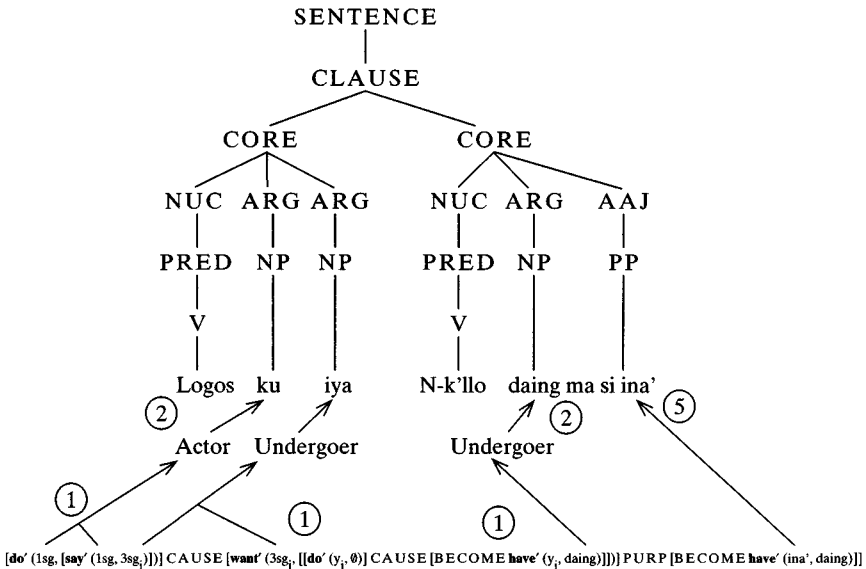 SENTENCE
CLAUSE
CORE CORE
NUC ARG ARG NUC ARG AAJ
PRED NP NP PRED NP PP
V V
Logos ku iya N-k'llo daing ma si ina'
2 2 5
Actor Undergoer Undergoer
1 1 1
[do′ (1sg, [say′ (1sg, 3sgᵢ)])] CAUSE [want′ (3sgᵢ, [[do′ (yᵢ, ∅)] CAUSE [BECOME have′ (yᵢ, daing)]])] PURP [BECOME have′ (ina', daing)]]